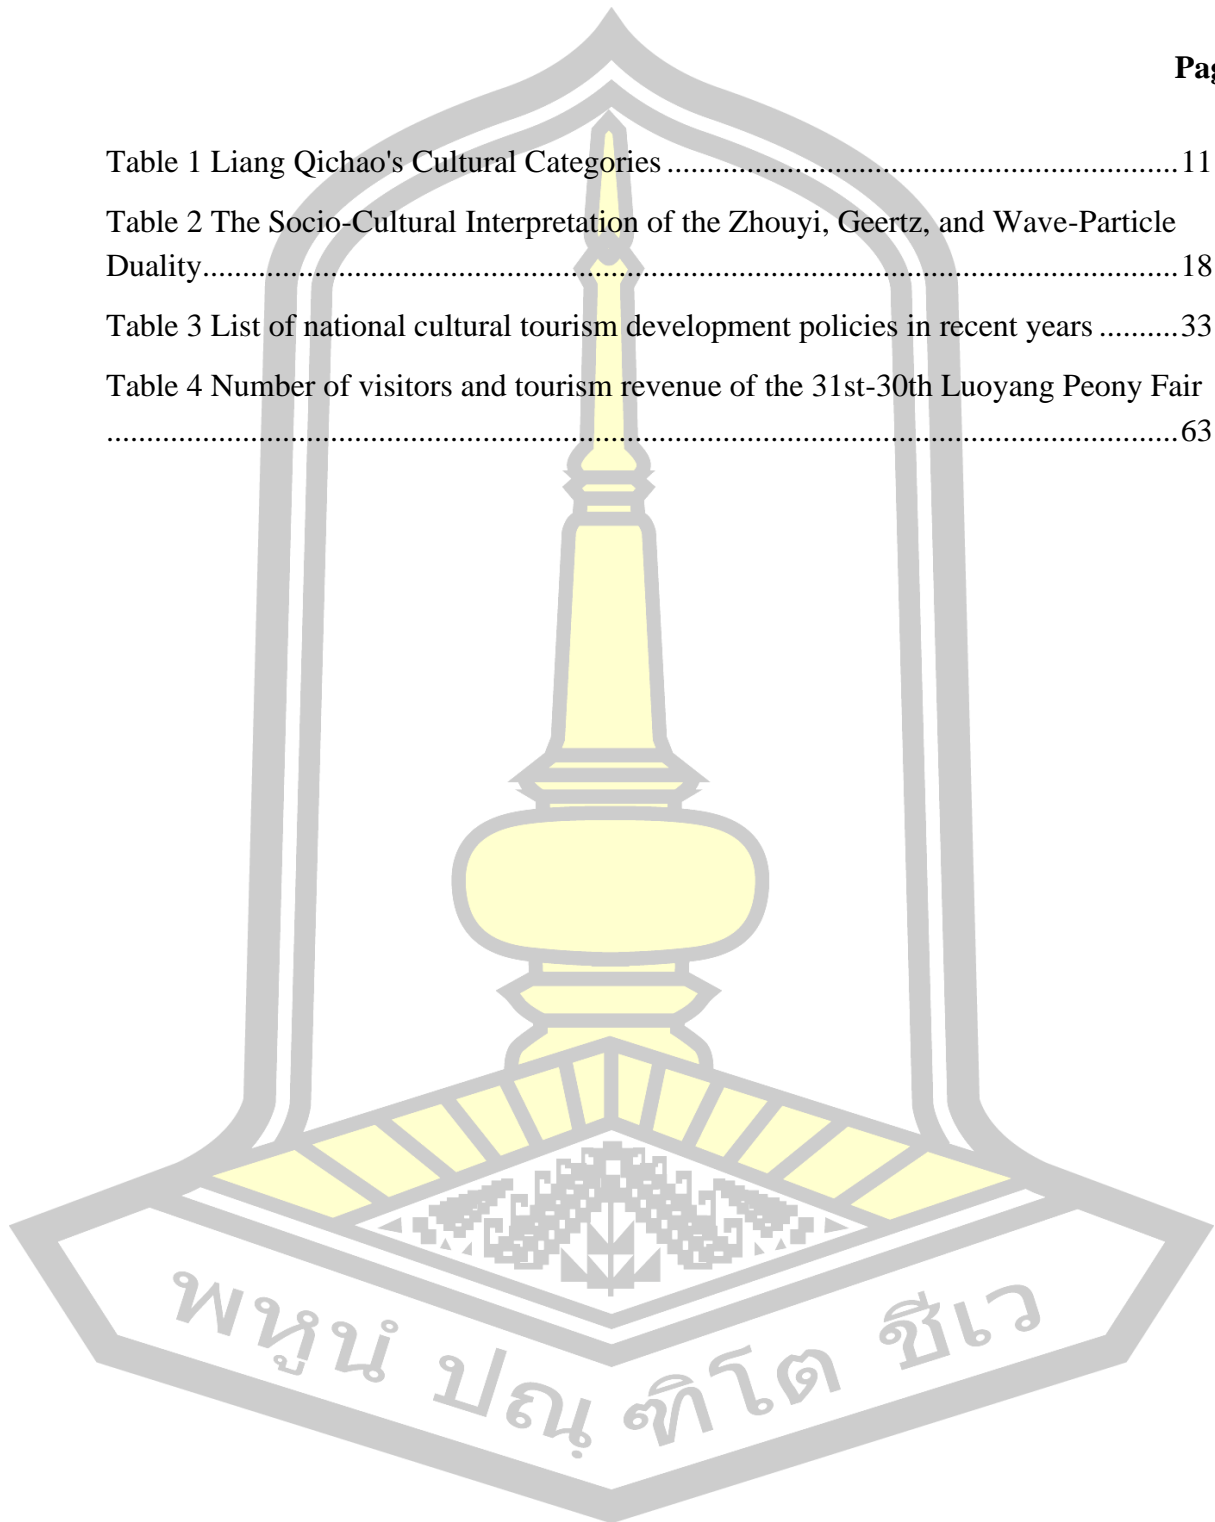 Pag
Table 1 Liang Qichao's Cultural Categories ................................................................11
Table 2 The Socio-Cultural Interpretation of the Zhouyi, Geertz, and Wave-Particle
Duality..........................................................................................................................18
Table 3 List of national cultural tourism development policies in recent years ..........33
Table 4 Number of visitors and tourism revenue of the 31st-30th Luoyang Peony Fair
......................................................................................................................................63
พหูนํ ปณฺฑิโต ชีเว